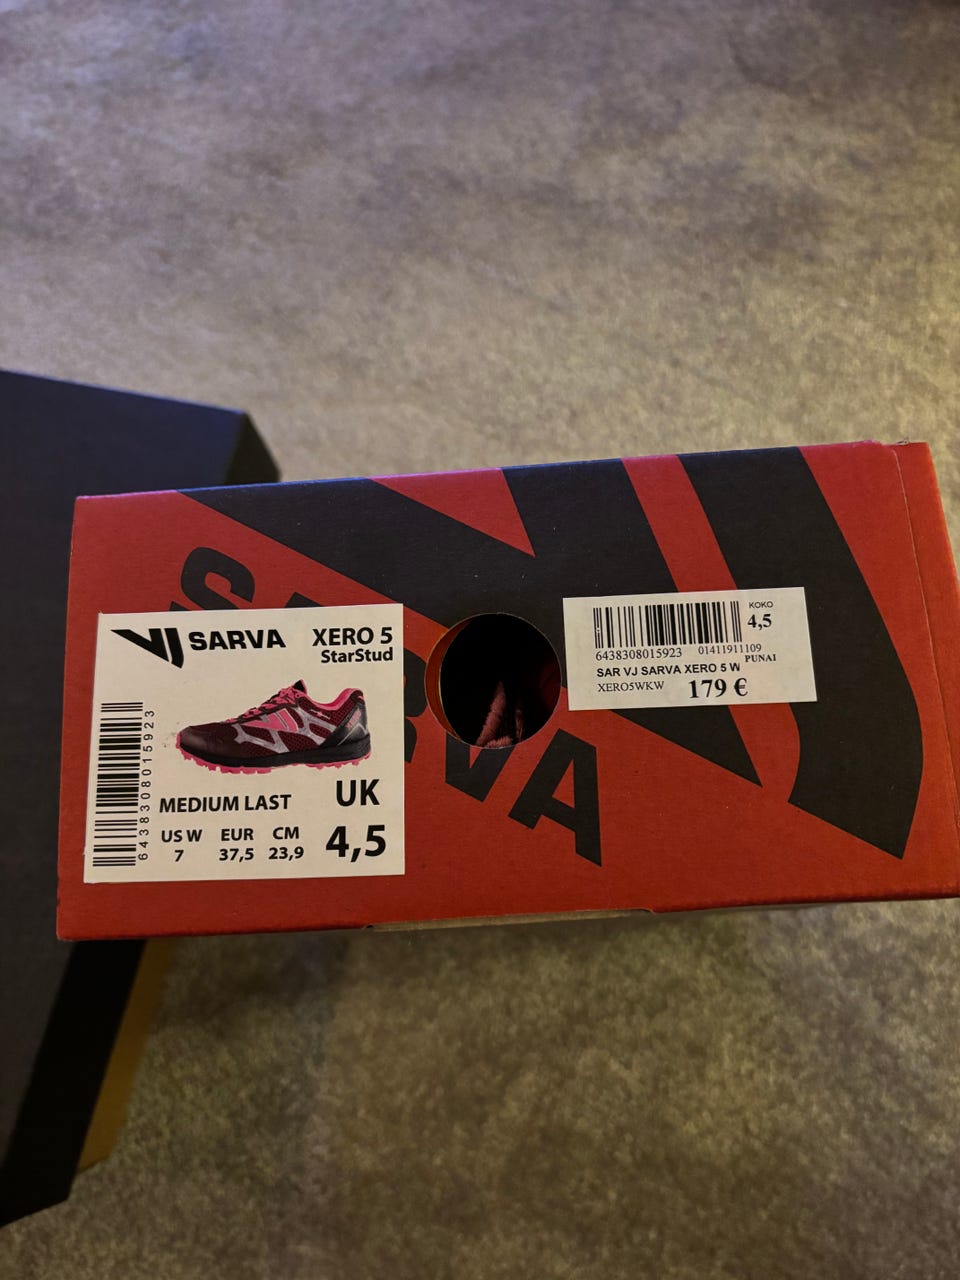 SARVA
VJ SARVA
XERO 5
StarStud
6438308015923
MEDIUM LAST
UK
US W EUR CM
7 37,5 23,9
4,5
KOKO
4,5
6438308015923 01411911109
SAR VJ SARVA XERO 5 W PUNAI
XERO5WKW 179 €